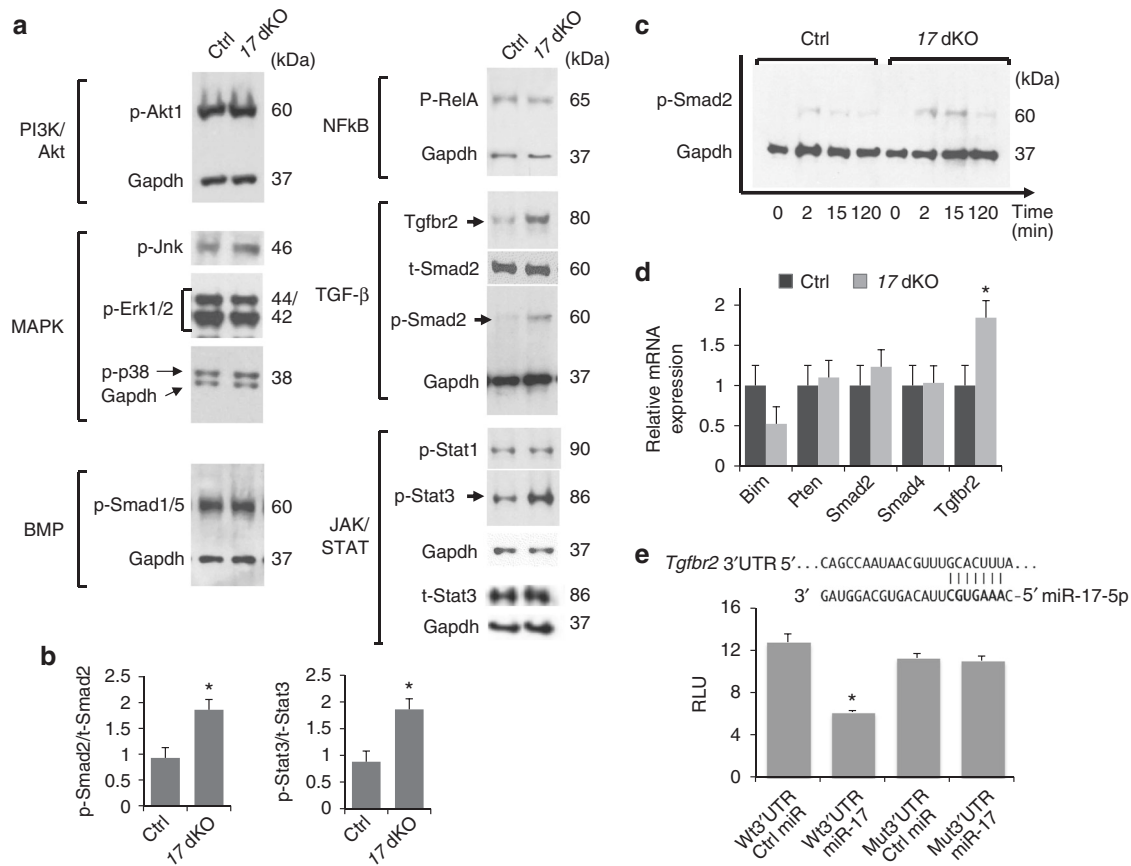 a
Ctrl
17 dKO
(kDa)
PI3K/
Akt
p-Akt1
60
Gapdh
37
MAPK
p-Jnk
46
p-Erk1/2
44/
42
p-p38
Gapdh
38
BMP
p-Smad1/5
60
Gapdh
37
Ctrl
17 dKO
(kDa)
NFkB
P-RelA
65
Gapdh
37
TGF-β
Tgfbr2
80
t-Smad2
60
p-Smad2
60
Gapdh
37
JAK/
STAT
p-Stat1
90
p-Stat3
86
Gapdh
37
t-Stat3
86
Gapdh
37
b
p-Smad2/t-Smad2
2.5
2
1.5
1
0.5
0
Ctrl
17 dKO
*
p-Stat3/t-Stat3
2.5
2
1.5
1
0.5
0
Ctrl
17 dKO
*
c
Ctrl
17 dKO
(kDa)
p-Smad2
60
Gapdh
37
0 2 15 120 0 2 15 120 Time
(min)
d
Ctrl 17 dKO
Relative mRNA
expression
2
1.5
1
0.5
0
*
Bim
Pten
Smad2
Smad4
Tgfbr2
e
Tgfbr2 3′UTR 5′...CAGCCAAUAACGUUUGCACUUUA...
3′ GAUGGACGUGACAUUCGUGAAAC-5′ miR-17-5p
RLU
16
12
8
4
0
*
Wt3′UTR
Ctrl miR
Wt3′UTR
miR-17
Mut3′UTR
Ctrl miR
Mut3′UTR
miR-17